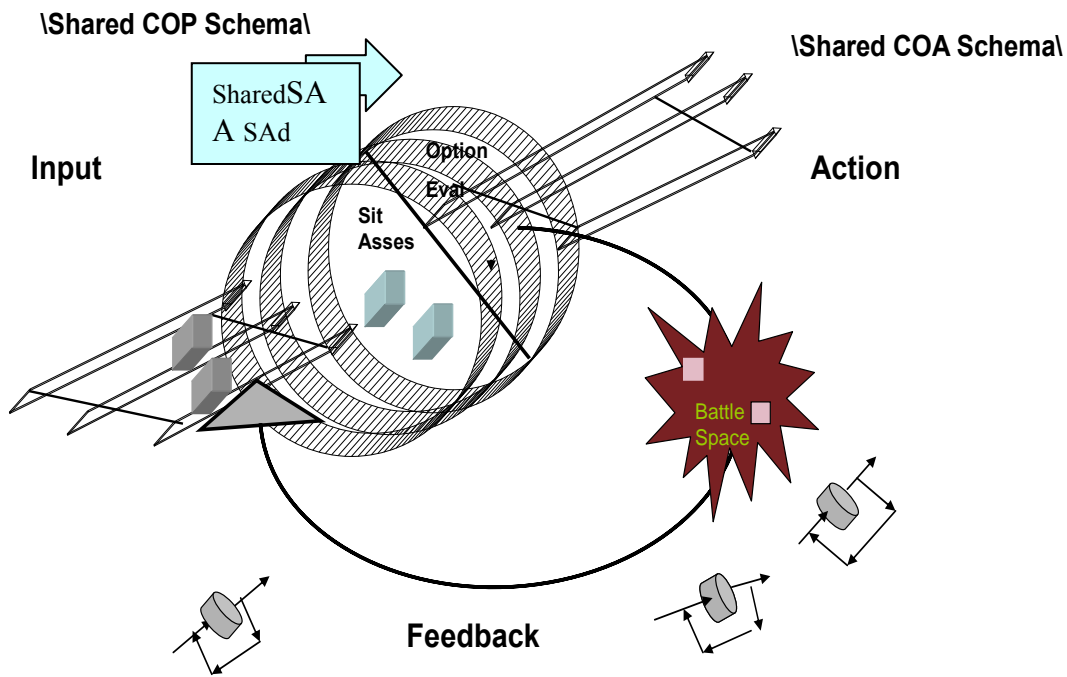 \Shared COP Schema\
\Shared COA Schema\
SharedSA
A SAd
Input
Option
Eval
Action
Sit
Asses
Battle
Space
Feedback